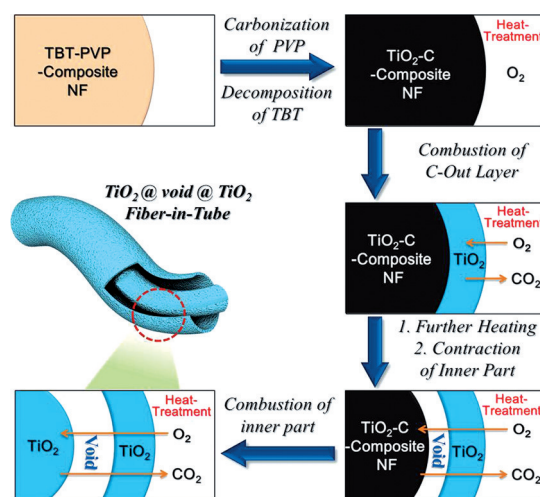 TBT-PVP
-Composite
NF
Carbonization
of PVP
Decomposition
of TBT
TiO2-C
-Composite
NF
Heat-
Treatment
O2
Combustion of
C-Out Layer
TiO2 @ void @ TiO2
Fiber-in-Tube
TiO2-C
-Composite
NF
TiO2
Heat-
Treatment
O2
CO2
1. Further Heating
2. Contraction
of Inner Part
TiO2-C
-Composite
NF
Void
TiO2
Heat-
Treatment
O2
CO2
Combustion of
inner part
TiO2
Void
TiO2
Heat-
Treatment
O2
CO2